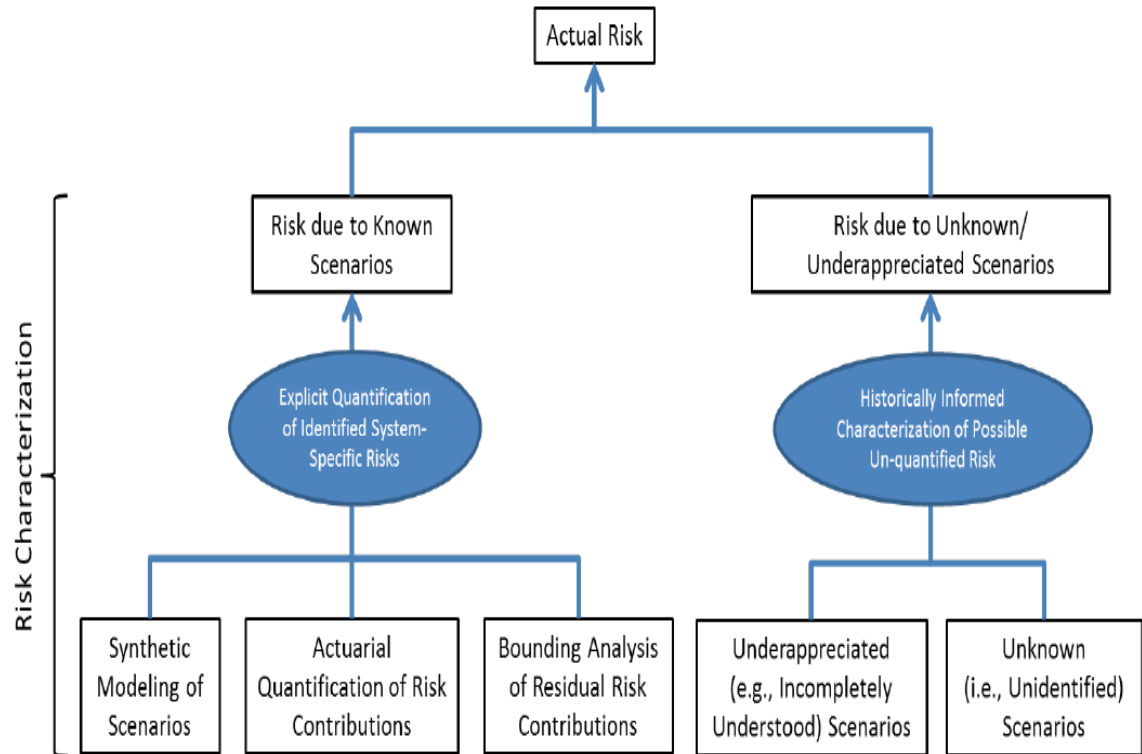 Actual Risk
Risk Characterization
Risk due to Known
Scenarios
Risk due to Unknown/
Underappreciated Scenarios
Explicit Quantification
of Identified System-
Specific Risks
Historically Informed
Characterization of Possible
Un-quantified Risk
Synthetic
Modeling of
Scenarios
Actuarial
Quantification of Risk
Contributions
Bounding Analysis
of Residual Risk
Contributions
Underappreciated
(e.g., Incompletely
Understood) Scenarios
Unknown
(i.e., Unidentified)
Scenarios